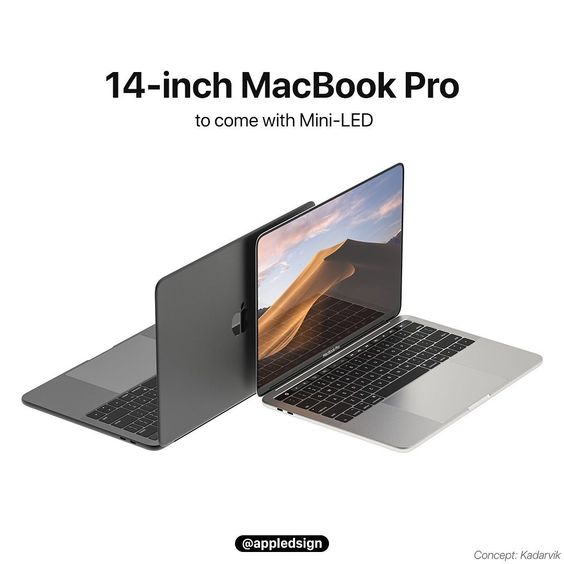 14-inch MacBook Pro
to come with Mini-LED
@appledsign
Concept: Kadarvik